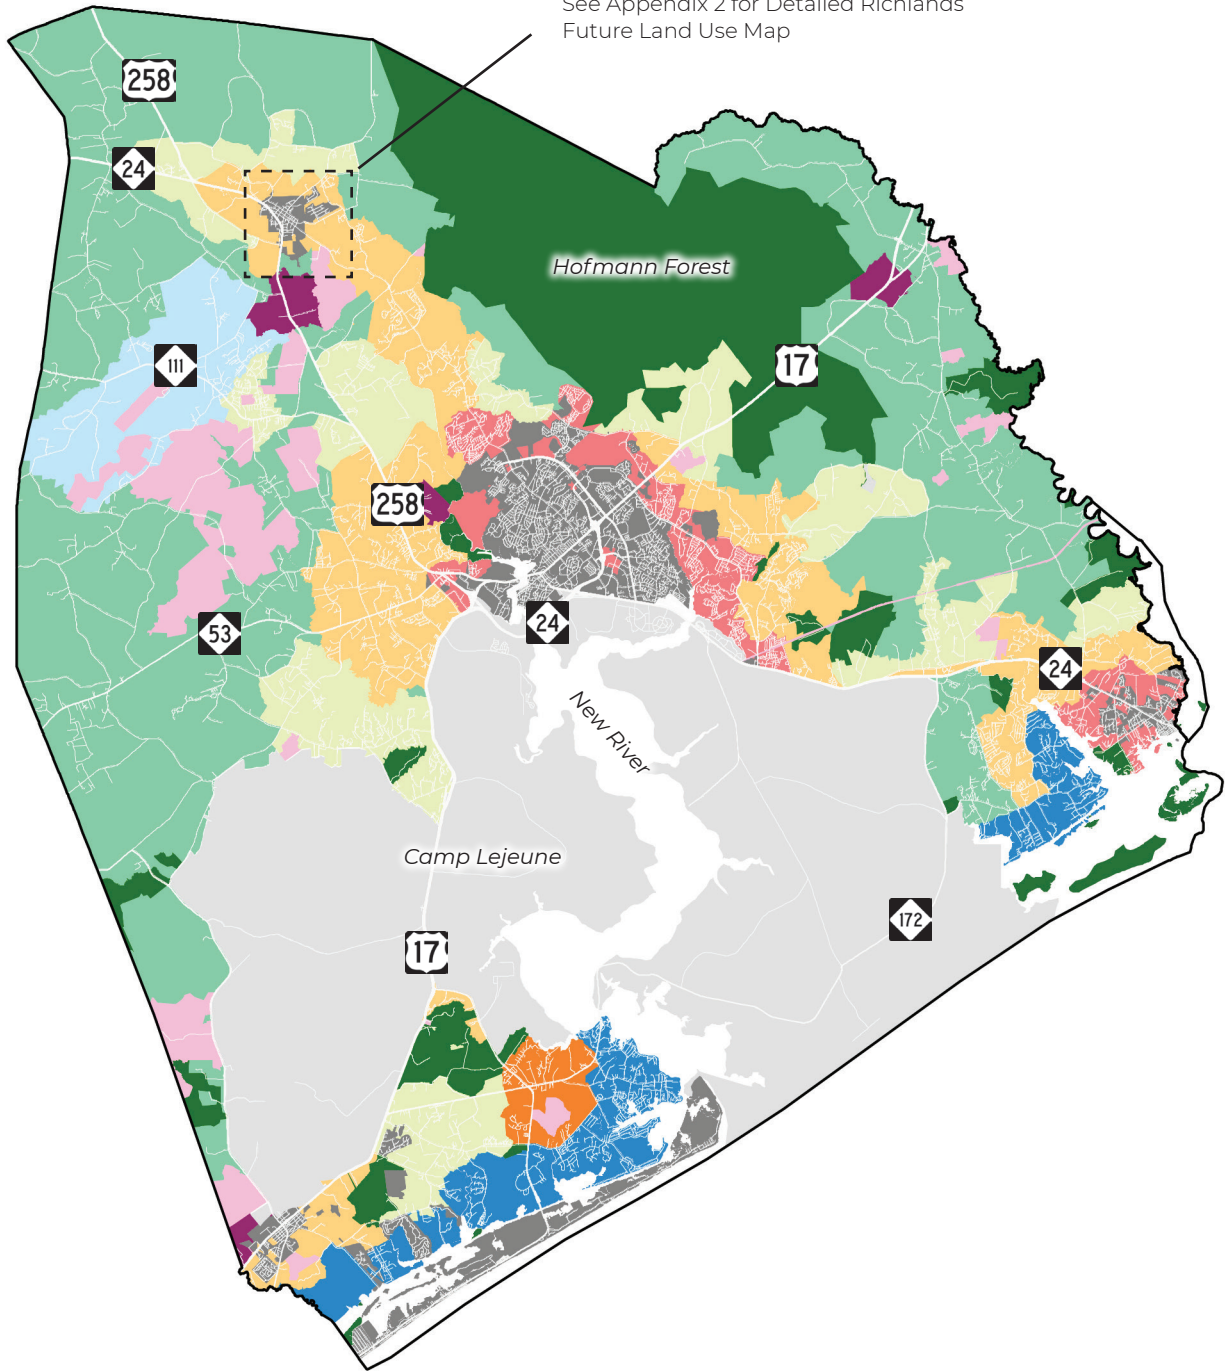 See Appendix 2 for Detailed Richlands
Future Land Use Map
258
24
Hofmann Forest
111
17
258
53
24
24
New River
Camp Lejeune
172
17